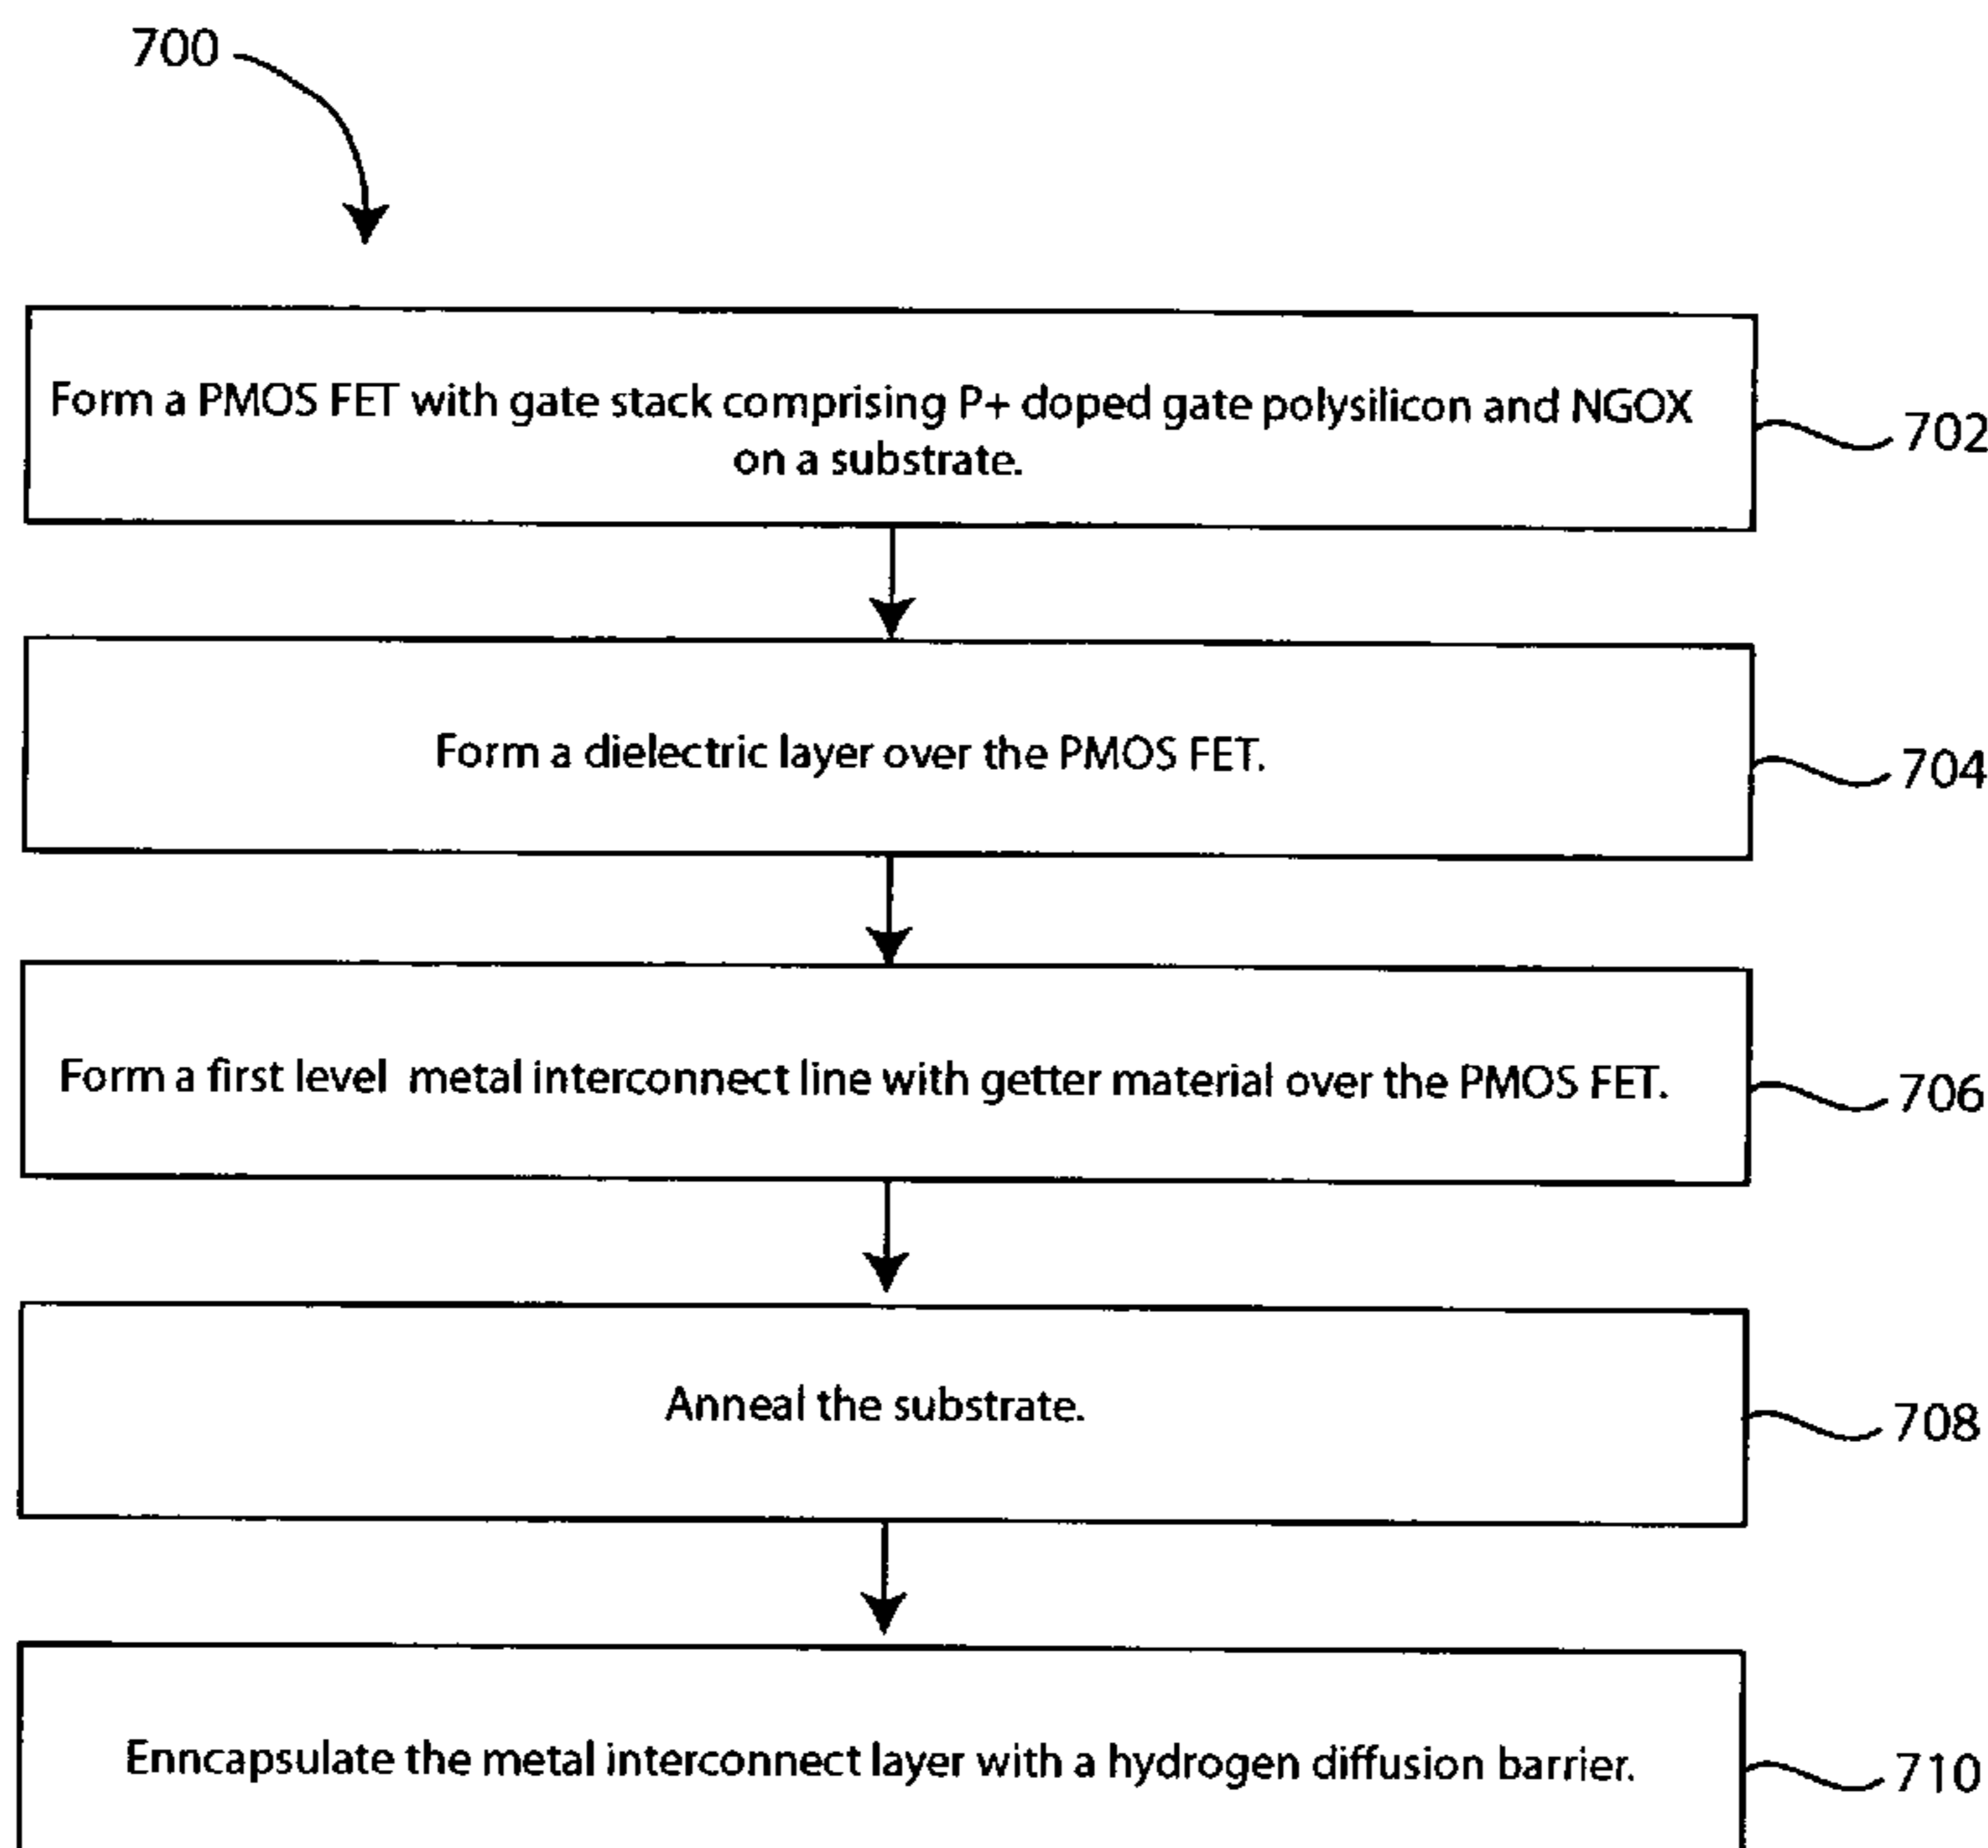 700
Form a PMOS FET with gate stack comprising P+ doped gate polysilicon and NGOX
on a substrate.
702
Form a dielectric layer over the PMOS FET.
704
Form a first level metal interconnect line with getter material over the PMOS FET.
706
Anneal the substrate.
708
Enncapsulate the metal interconnect layer with a hydrogen diffusion barrier.
710